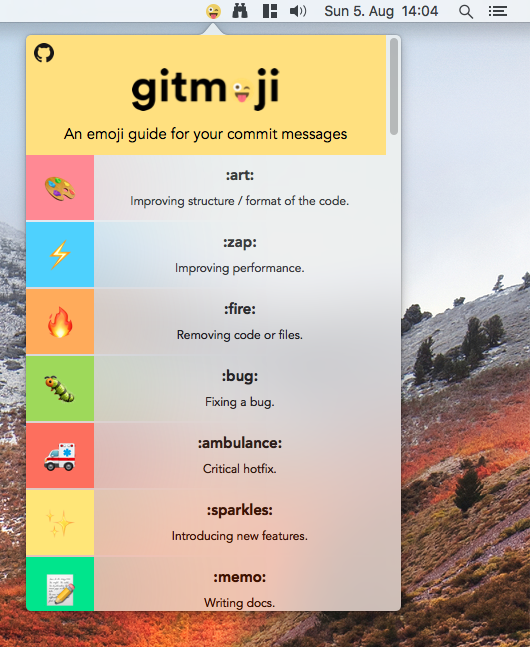 Sun 5. Aug 14:04
gitm😜ji
An emoji guide for your commit messages
:art:
Improving structure / format of the code.
:zap:
Improving performance.
:fire:
Removing code or files.
:bug:
Fixing a bug.
:ambulance:
Critical hotfix.
:sparkles:
Introducing new features.
:memo:
Writing docs.